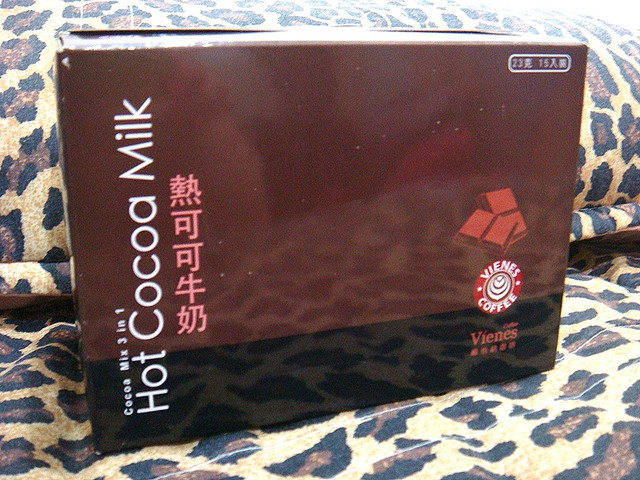 23克 15入裝
Cocoa Mix 3 in 1
Hot Cocoa Milk
熱可可牛奶
VIENES
COFFEE
Vienes